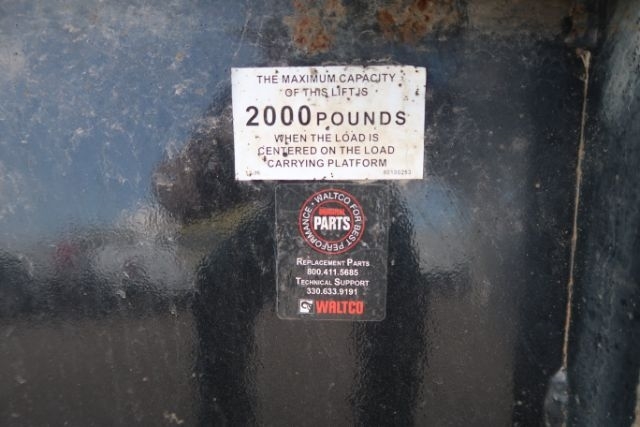 THE MAXIMUM CAPACITY
OF THIS LIFT IS
2000 POUNDS
WHEN THE LOAD IS
CENTERED ON THE LOAD
CARRYING PLATFORM
80100263
WALTCO FOR BEST PERFORMANCE
PARTS
REPLACEMENT PARTS
800.411.5685
TECHNICAL SUPPORT
330.633.9191
WALTCO